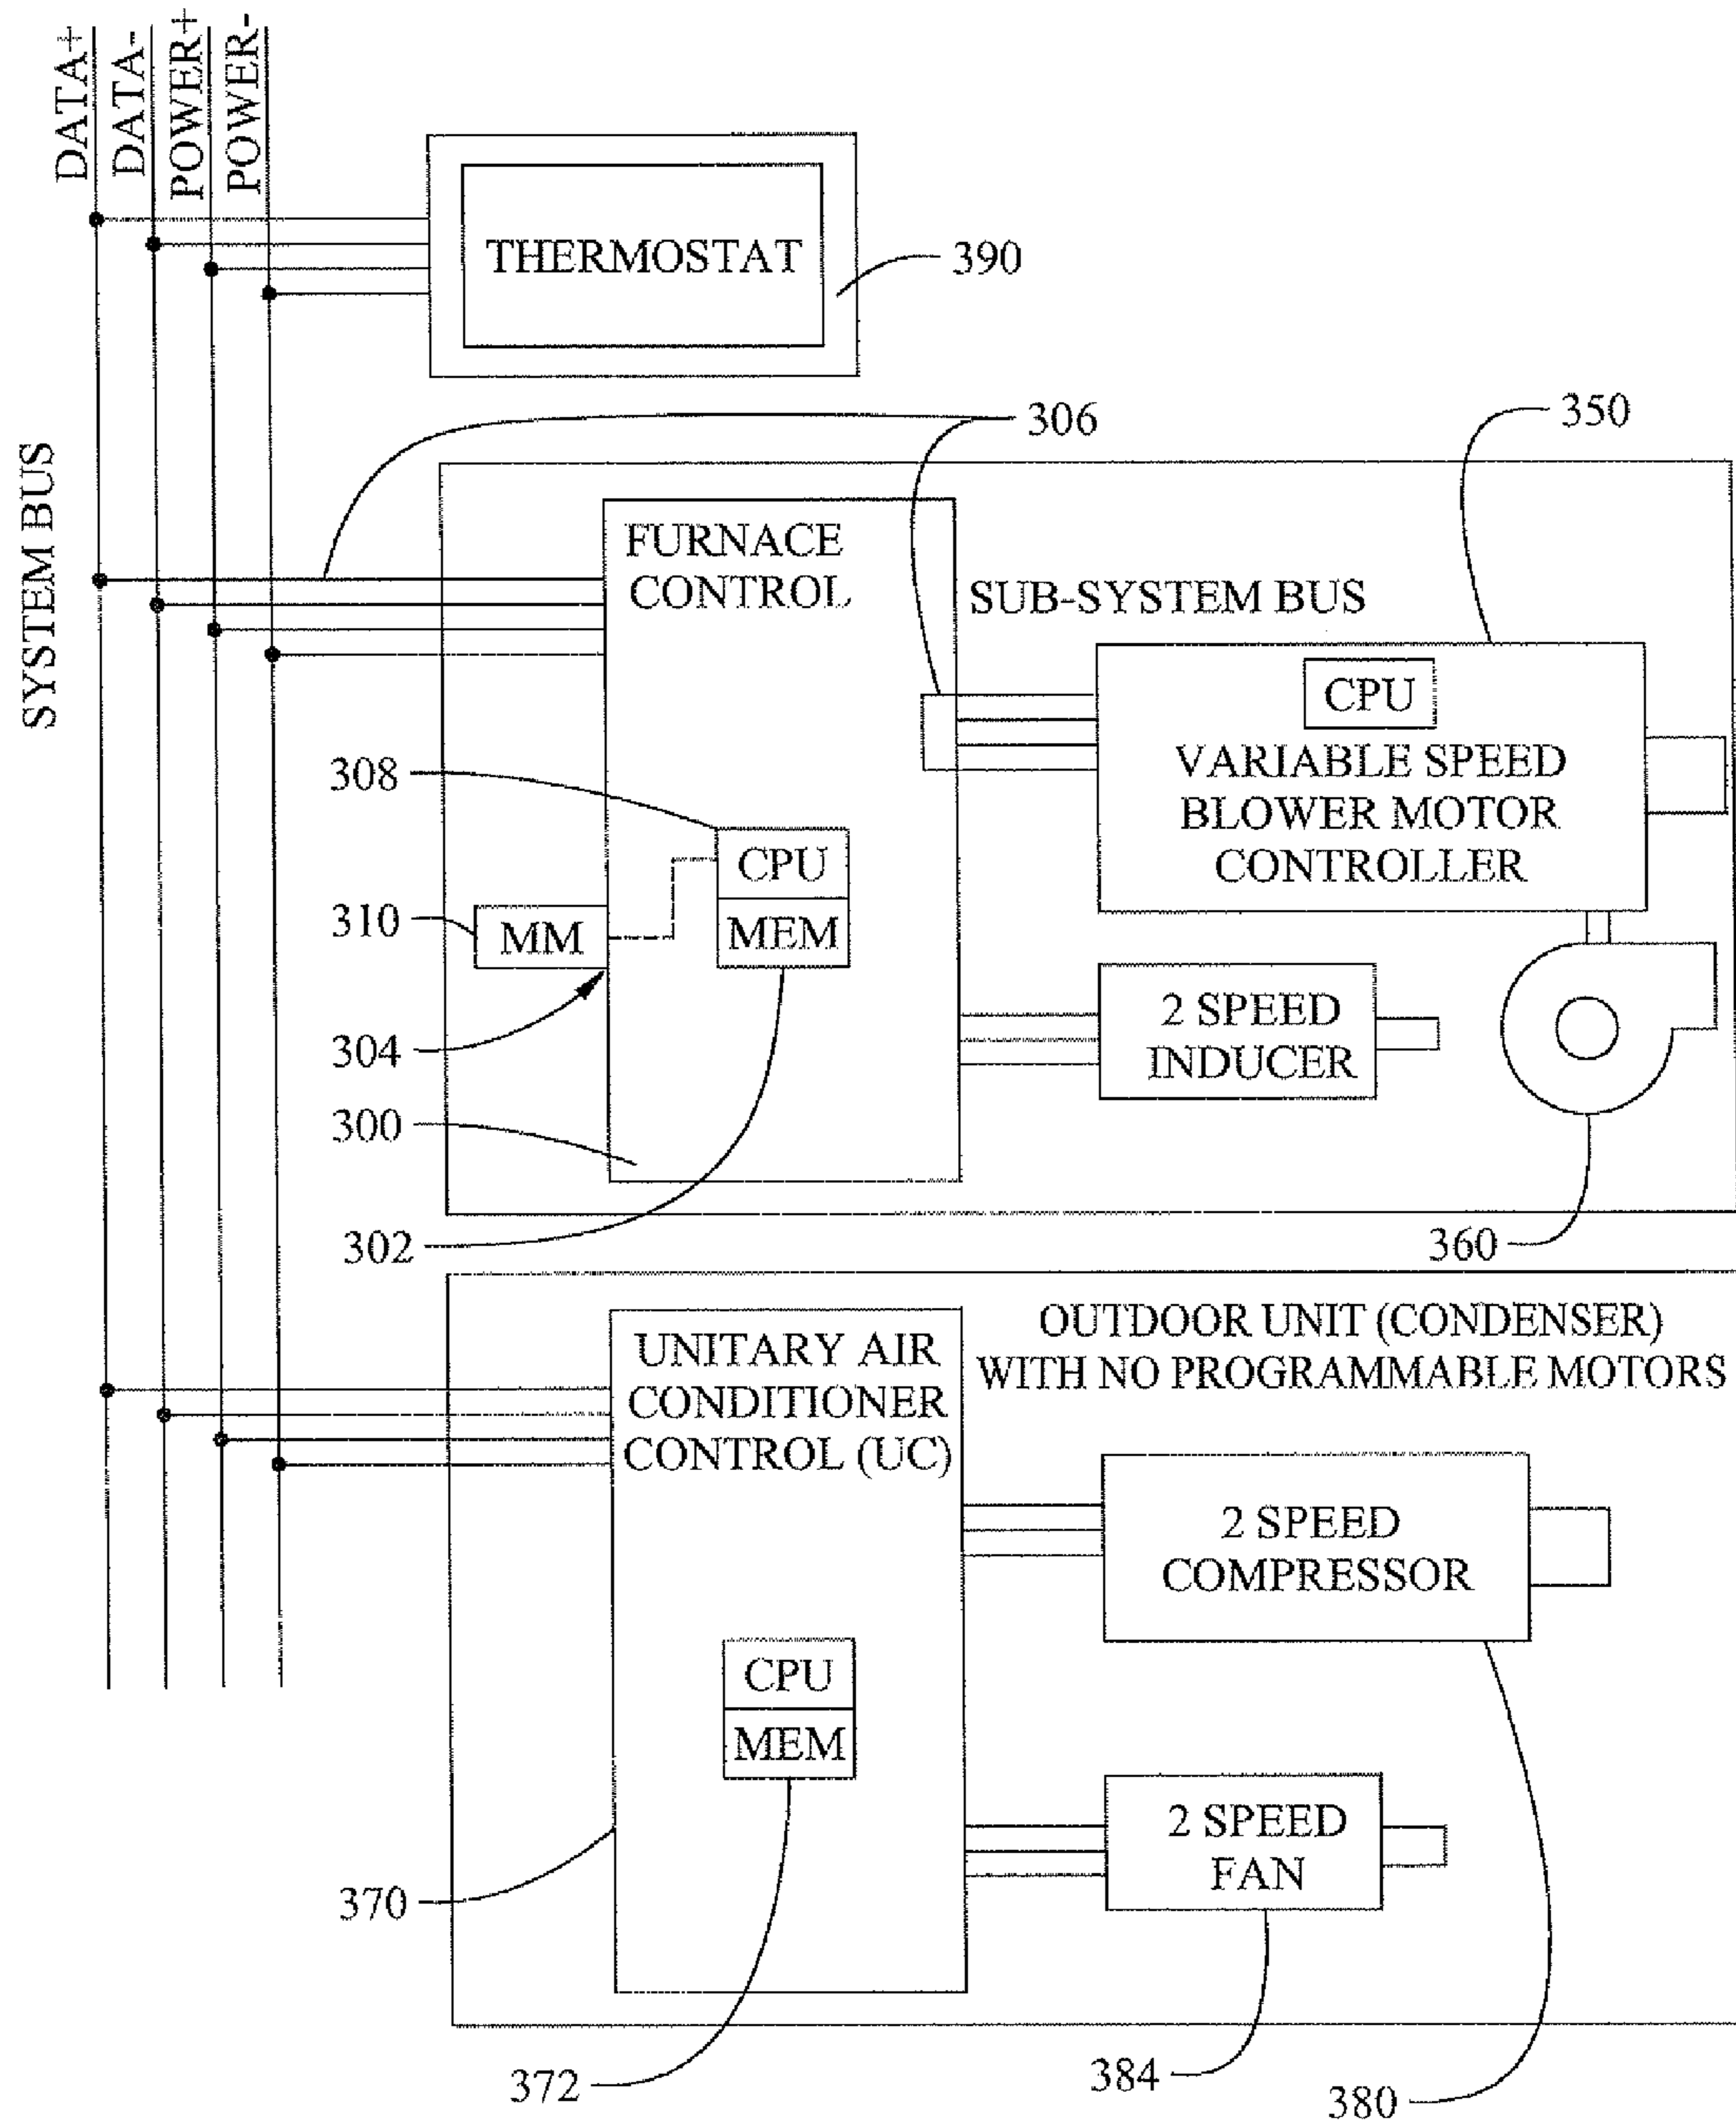 DATA+
DATA-
POWER+
POWER-
SYSTEM BUS
THERMOSTAT
390
306
350
FURNACE
CONTROL
SUB-SYSTEM BUS
CPU
VARIABLE SPEED
BLOWER MOTOR
CONTROLLER
308
CPU
MEM
310
MM
304
2 SPEED
INDUCER
300
302
360
OUTDOOR UNIT (CONDENSER)
WITH NO PROGRAMMABLE MOTORS
UNITARY AIR
CONDITIONER
CONTROL (UC)
2 SPEED
COMPRESSOR
CPU
MEM
2 SPEED
FAN
370
372
384
380